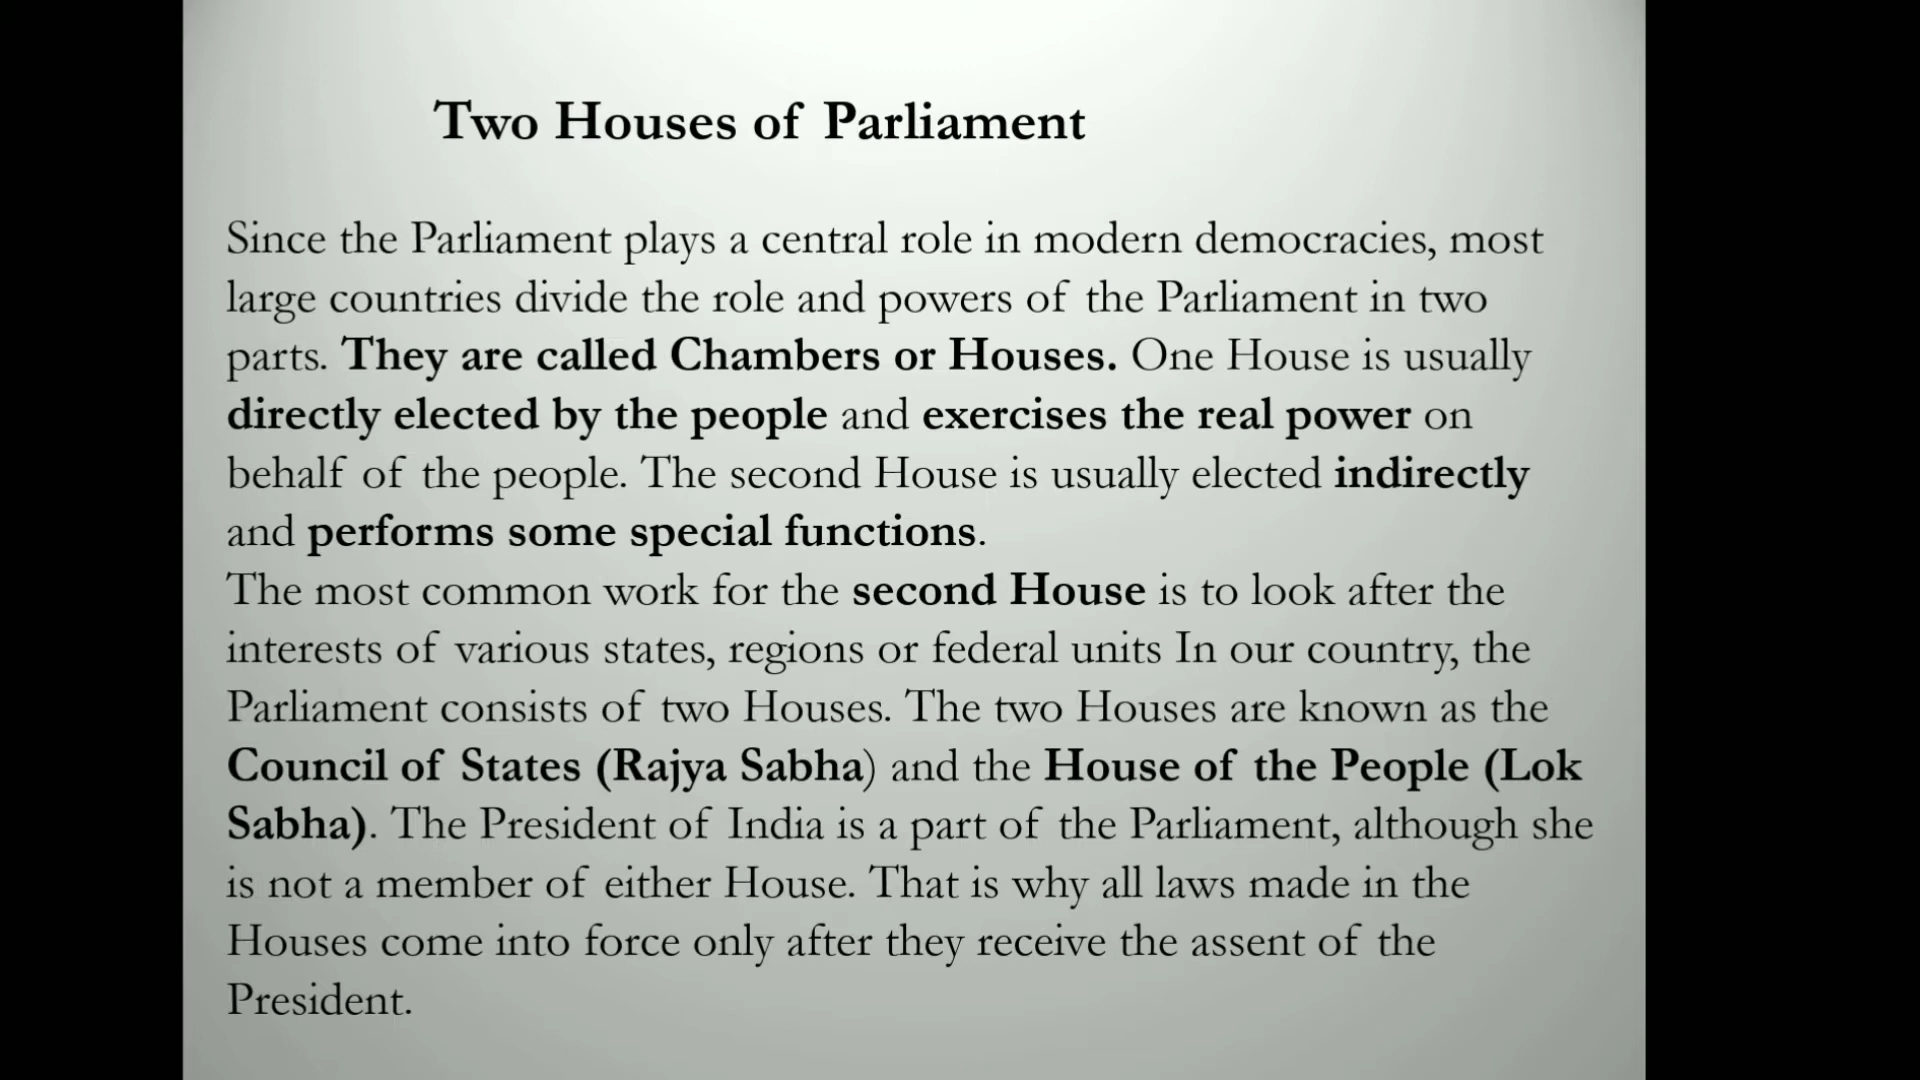 Two Houses of Parliament
Since the Parliament plays a central role in modern democracies, most
large countries divide the role and powers of the Parliament in two
parts. They are called Chambers or Houses. One House is usually
directly elected by the people and exercises the real power on
behalf of the people. The second House is usually elected indirectly
and performs some special functions.
The most common work for the second House is to look after the
interests of various states, regions or federal units In our country, the
Parliament consists of two Houses. The two Houses are known as the
Council of States (Rajya Sabha) and the House of the People (Lok
Sabha). The President of India is a part of the Parliament, although she
is not a member of either House. That is why all laws made in the
Houses come into force only after they receive the assent of the
President.